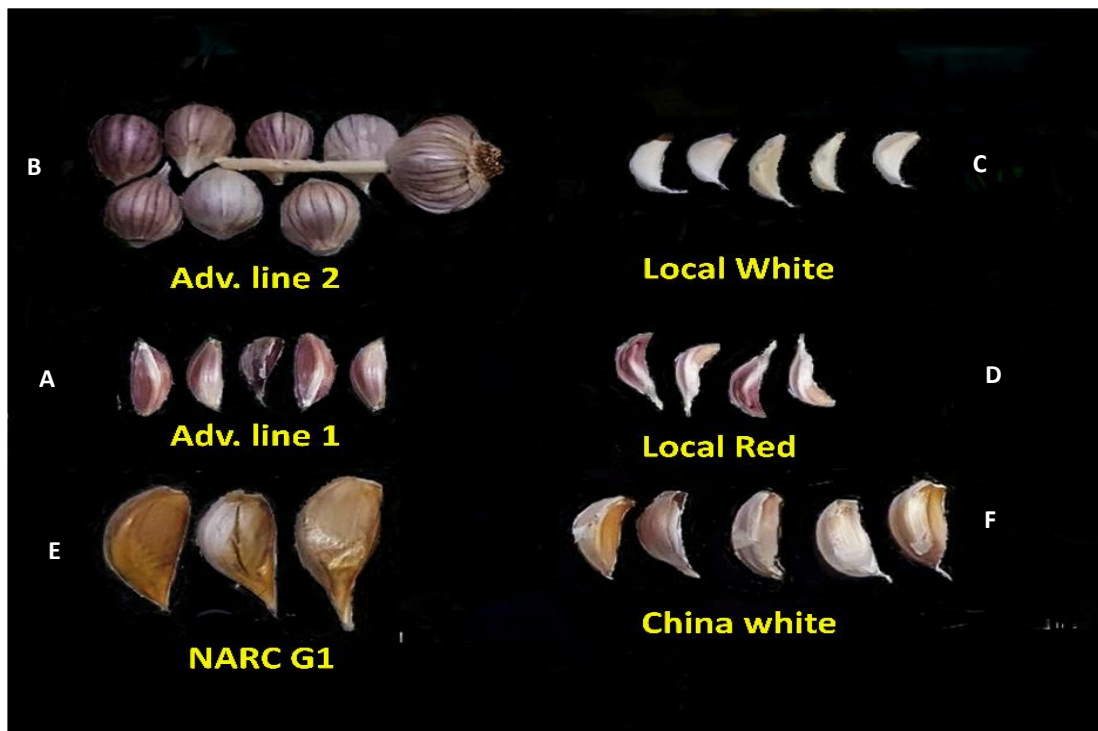 B
C
Adv. line 2
Local White
A
D
Adv. line 1
Local Red
E
F
China white
NARC G1